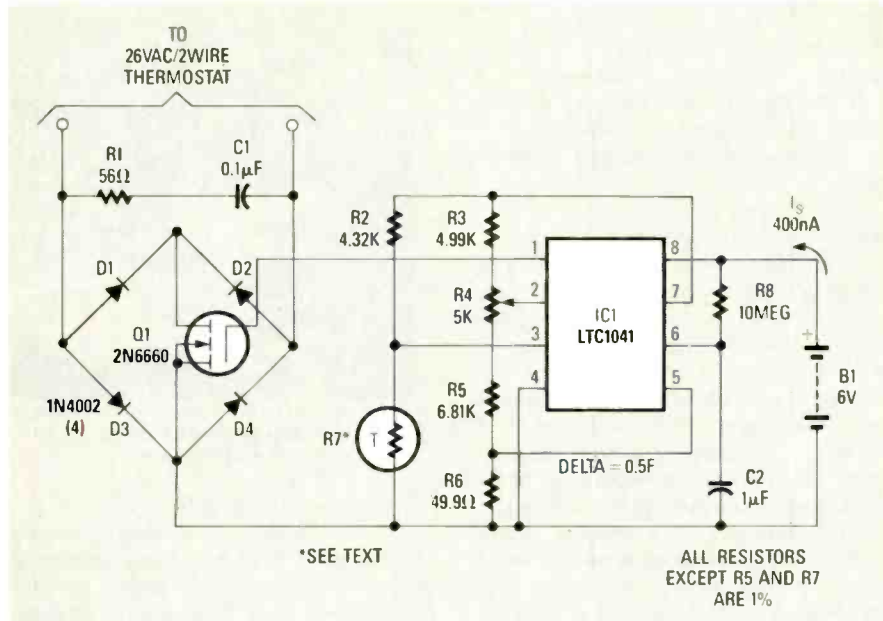 TO
26VAC/2WIRE
THERMOSTAT
R1
56Ω
C1
0.1µF
R2
4.32K
R3
4.99K
IS
400nA
D1
D2
1
8
R4
5K
2
7
R8
10MEG
Q1
2N6660
IC1
LTC1041
3
6
+
B1
6V
1N4002
(4)
D3
D4
R5
6.81K
4
5
R7*
T
DELTA = 0.5F
R6
49.9Ω
C2
1µF
*SEE TEXT
ALL RESISTORS
EXCEPT R5 AND R7
ARE 1%